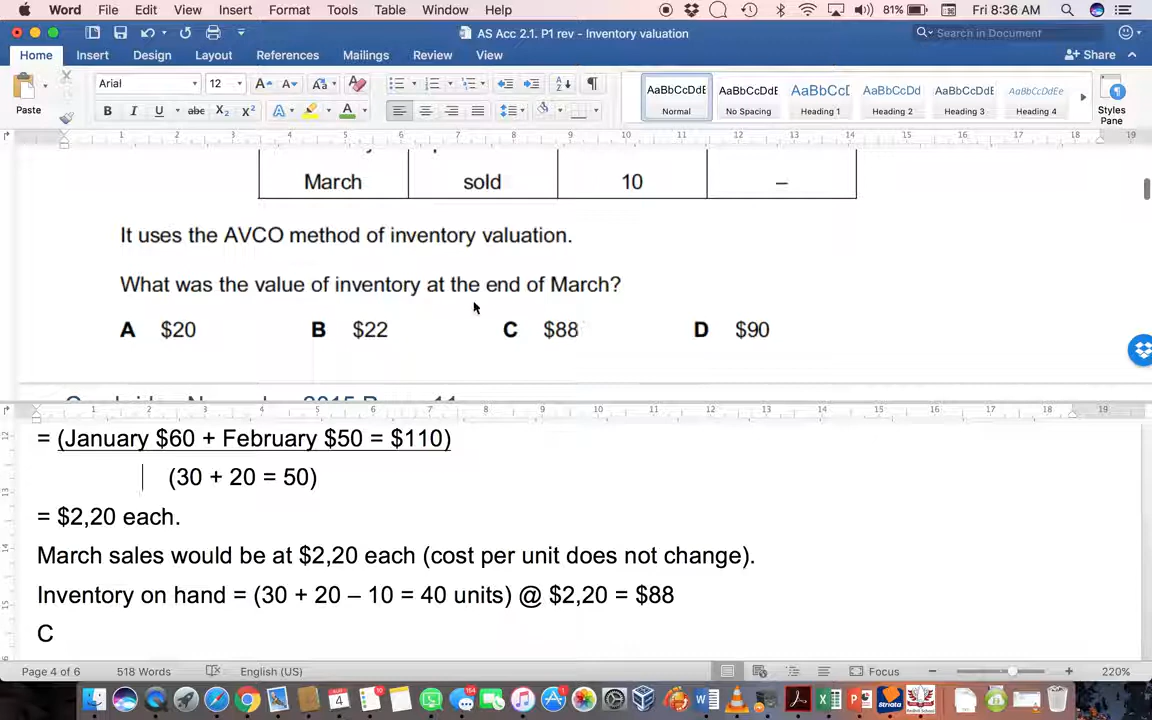 Word File Edit View Insert Format Tools Table Window Help 81% Fri 8:36 AM
AS Acc 2.1. P1 rev - Inventory valuation Search in Document
Home Insert Design Layout References Mailings Review View Share
Arial 12 AaBbCcDdE AaBbCcDdE AaBbCcD AaBbCcDd AaBbCcDdE AaBbCcDdEe
Paste Normal No Spacing Heading 1 Heading 2 Heading 3 Heading 4 Styles Pane
March sold 10 –
It uses the AVCO method of inventory valuation.
What was the value of inventory at the end of March?
A $20 B $22 C $88 D $90
= (January $60 + February $50 = $110)
(30 + 20 = 50)
= $2,20 each.
March sales would be at $2,20 each (cost per unit does not change).
Inventory on hand = (30 + 20 – 10 = 40 units) @ $2,20 = $88
C
Page 4 of 6 518 Words English (US) Focus 220%